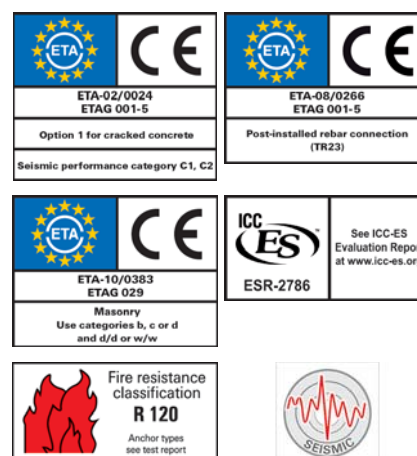 ETA
CE
ETA-02/0024
ETAG 001-5
Option 1 for cracked concrete
Seismic performance category C1, C2
ETA
CE
ETA-08/0266
ETAG 001-5
Post-installed rebar connection
(TR23)
ETA
CE
ETA-10/0383
ETAG 029
Masonry
Use categories b, c or d
and d/d or w/w
ICC
ES
ESR-2786
See ICC-ES
Evaluation Repor
at www.icc-es.or
Fire resistance
classification
R 120
Anchor types
see test report
SEISMIC